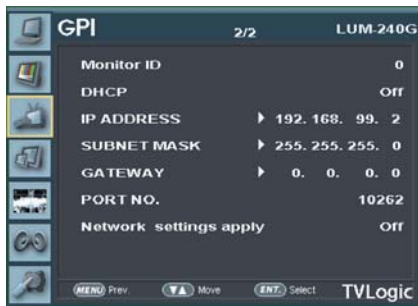 GPI 2/2 LUM-240G
Monitor ID 0
DHCP Off
IP ADDRESS 192. 168. 99. 2
SUBNET MASK 255. 255. 255. 0
GATEWAY 0. 0. 0. 0
PORT NO. 10262
Network settings apply Off
MENU Prev. ▼▲ Move ENT. Select TVLogic